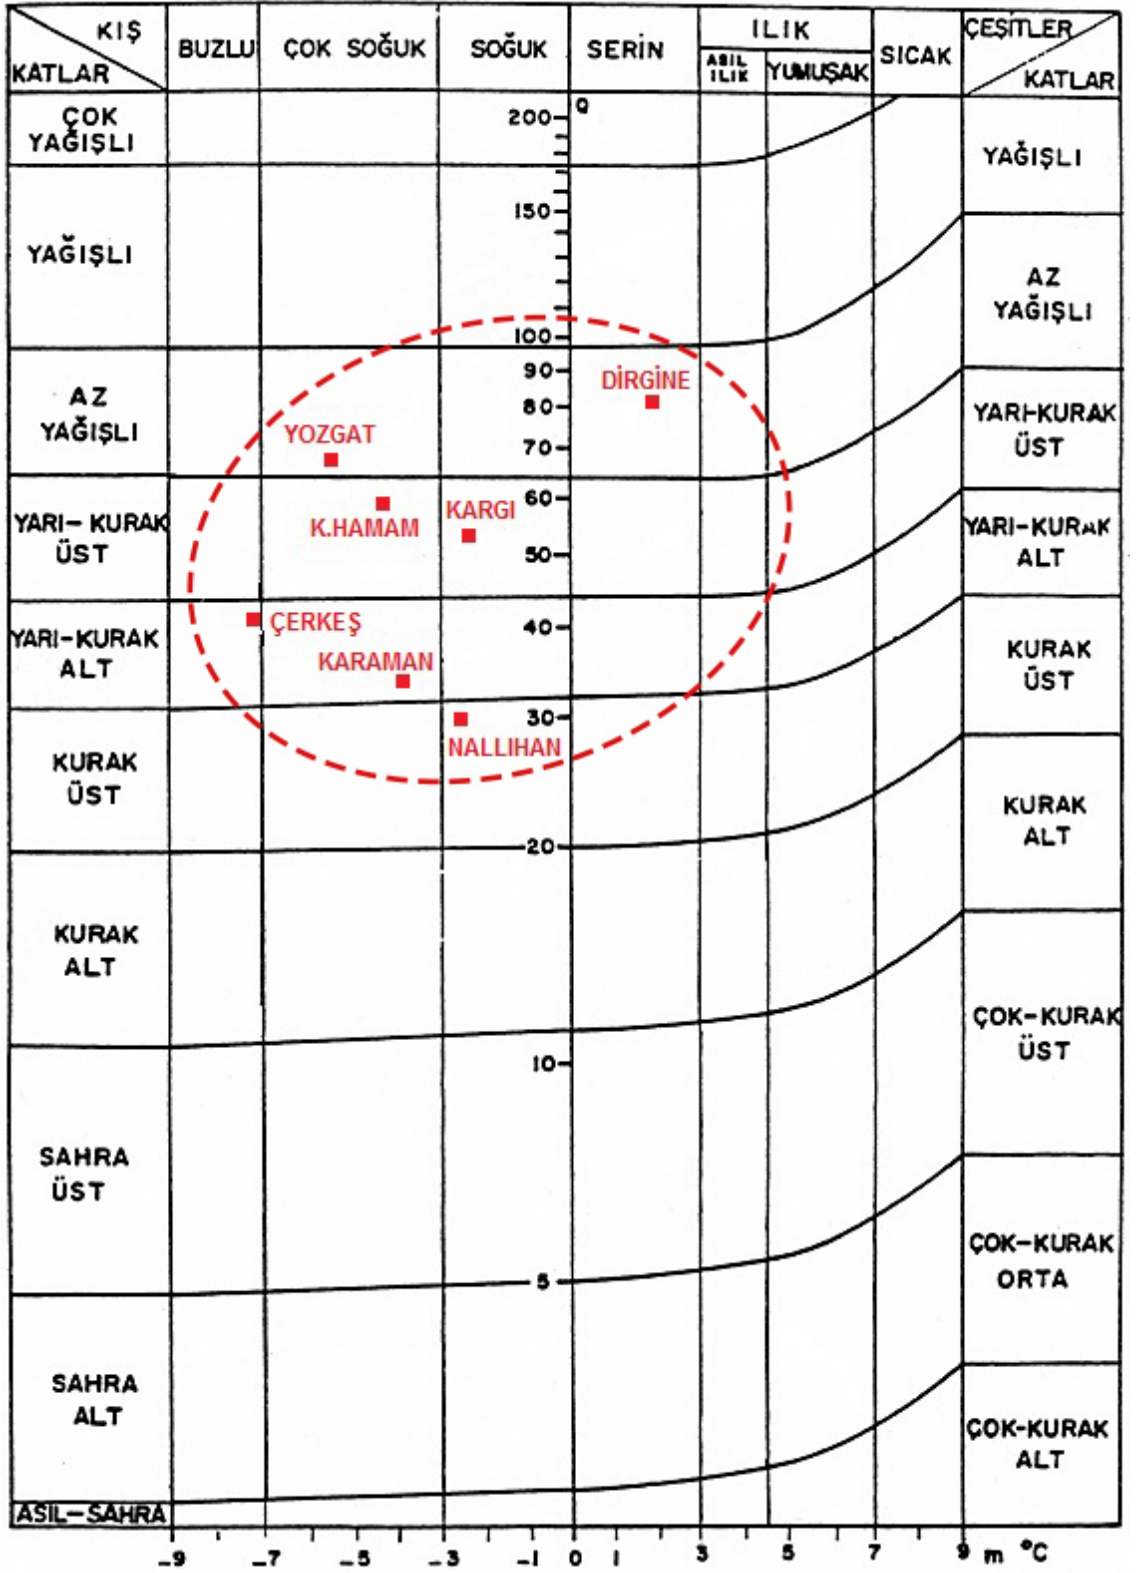 KIŞ
KATLAR
BUZLU
ÇOK SOĞUK
SOĞUK
SERİN
ILIK
ASIL
ILIK
YUMUŞAK
SICAK
ÇEŞİTLER
KATLAR
ÇOK
YAĞIŞLI
YAĞIŞLI
AZ
YAĞIŞLI
YARI-KURAK
ÜST
YARI-KURAK
ALT
KURAK
ÜST
KURAK
ALT
SAHRA
ÜST
SAHRA
ALT
ASIL-SAHRA
Q
200
150
100
90
80
70
60
50
40
30
20
10
5
DİRGİNE
YOZGAT
K.HAMAM
KARGI
ÇERKEŞ
KARAMAN
NALLIHAN
YAĞIŞLI
AZ
YAĞIŞLI
YARI-KURAK
ÜST
YARI-KURAK
ALT
KURAK
ÜST
KURAK
ALT
ÇOK-KURAK
ÜST
ÇOK-KURAK
ORTA
ÇOK-KURAK
ALT
-9 -7 -5 -3 -1 0 1 3 5 7 9 m °C